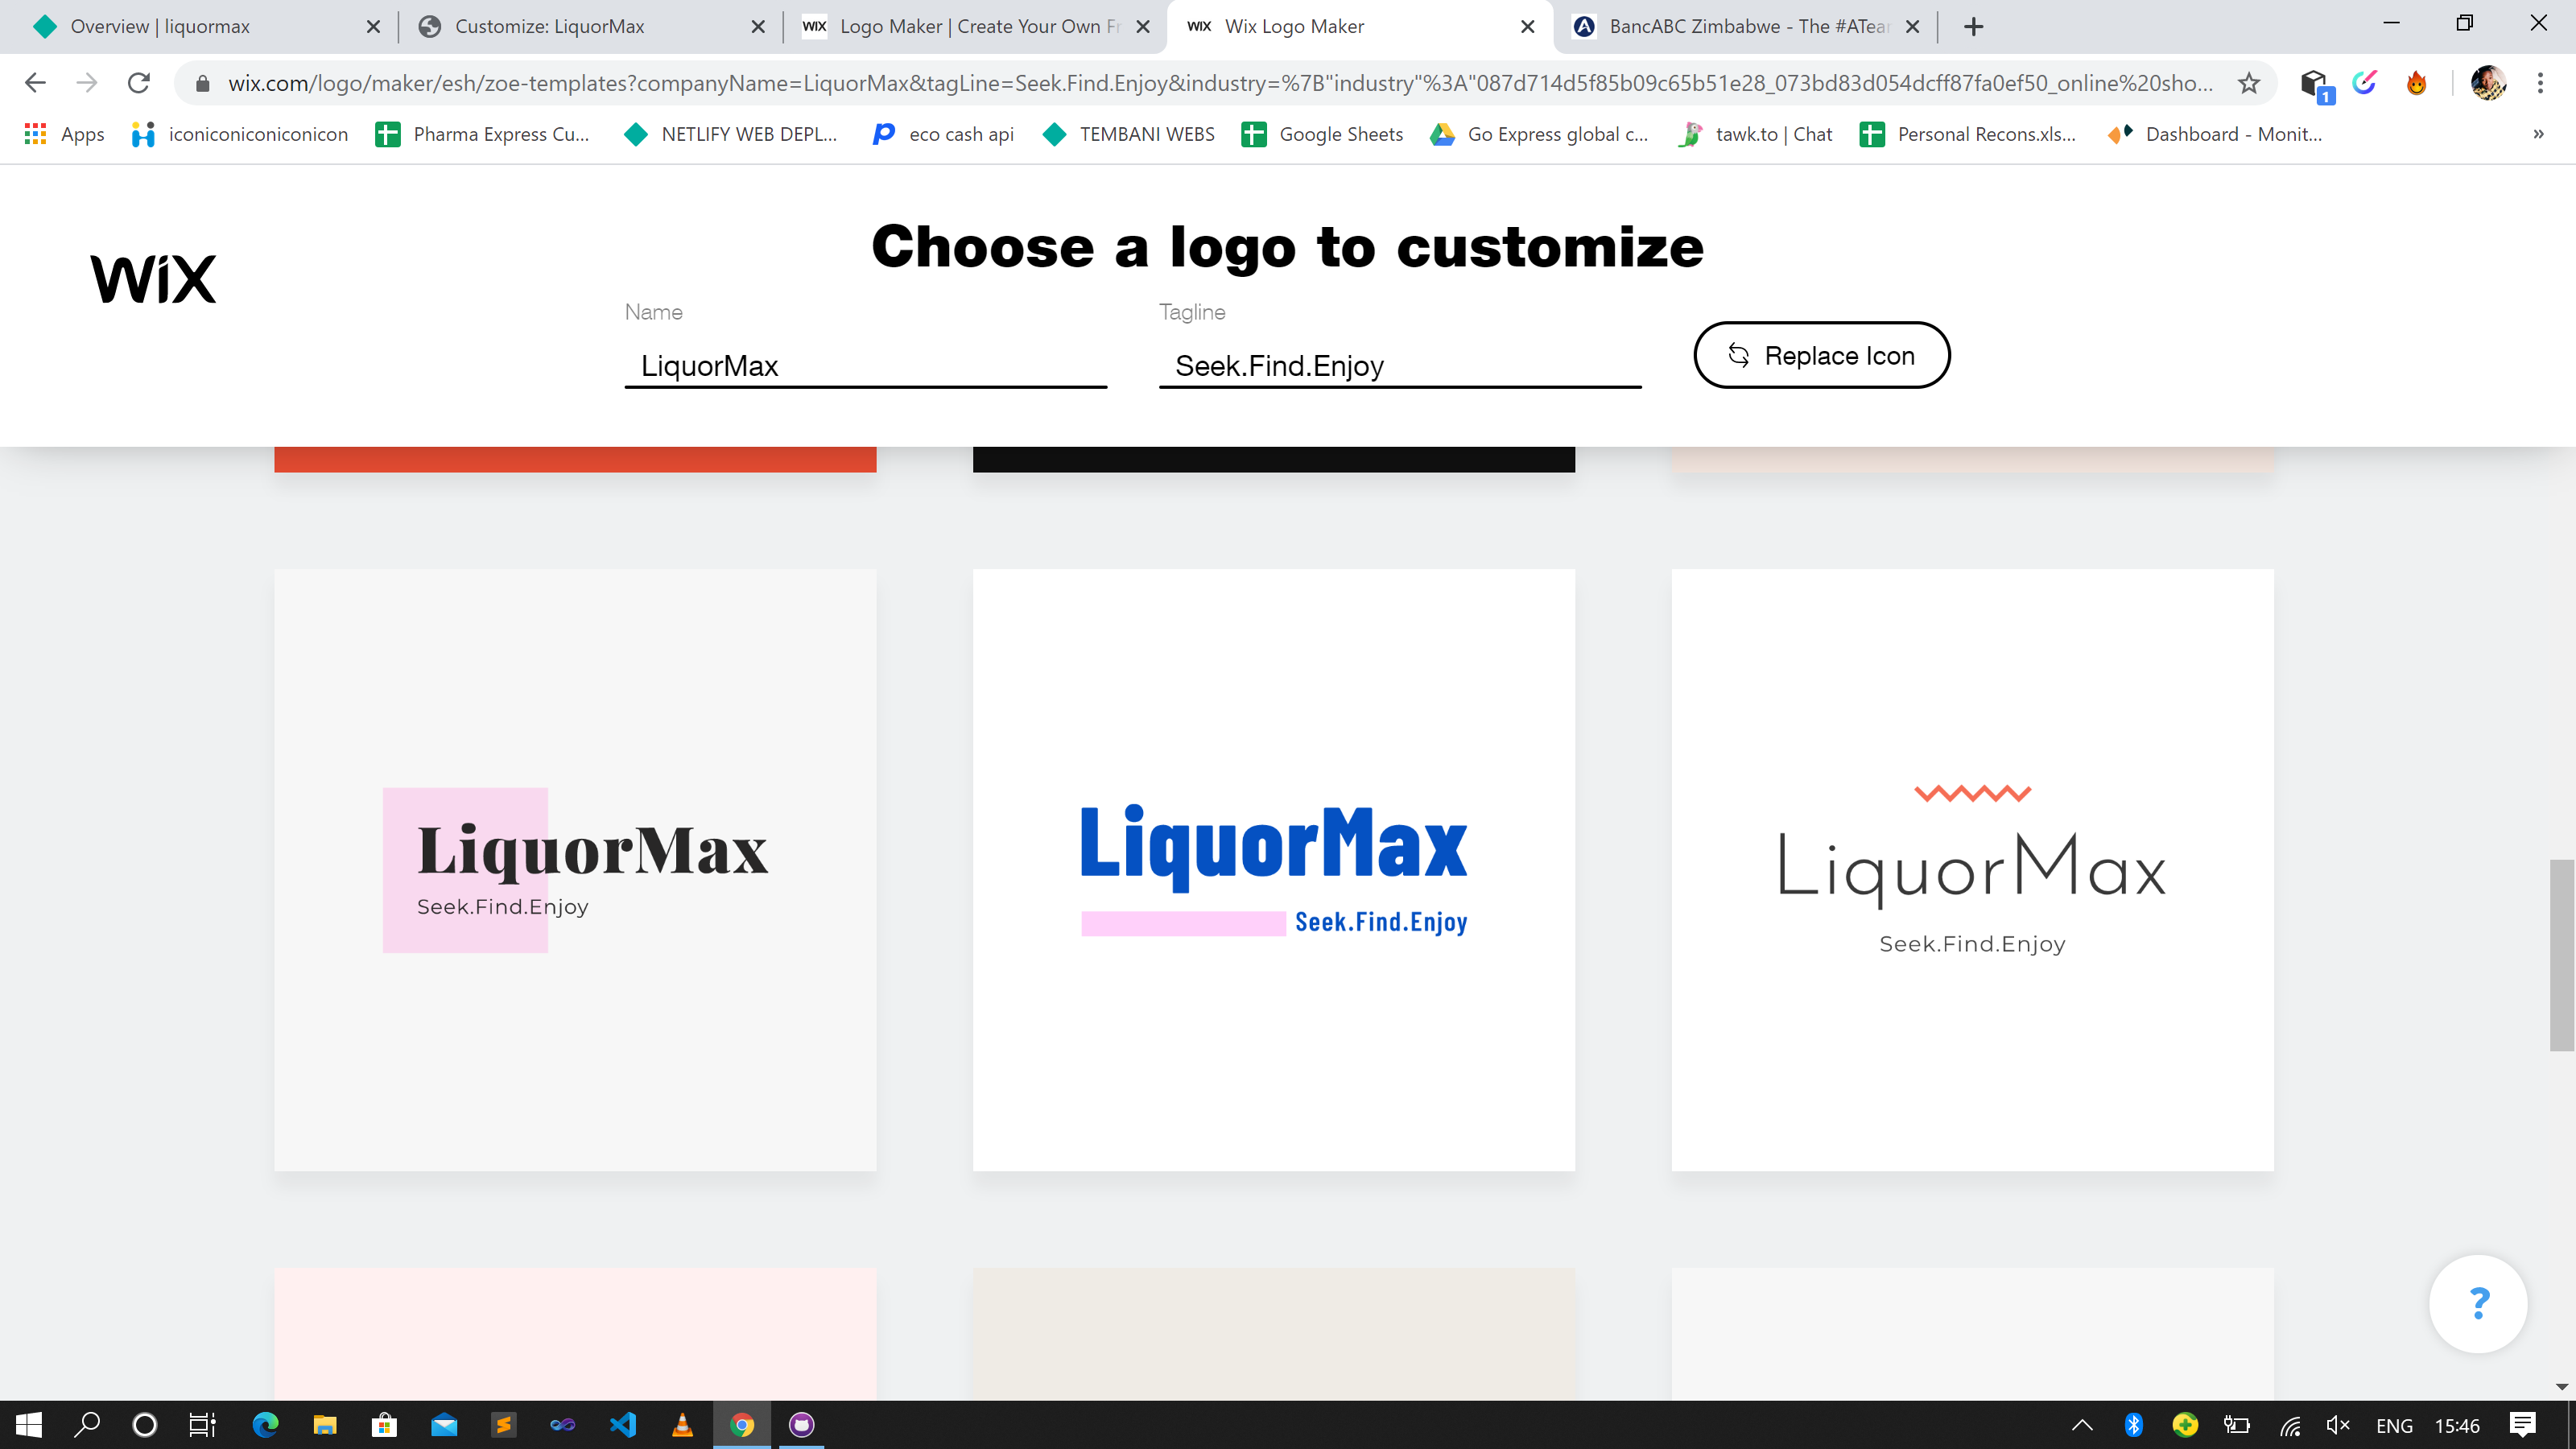 Overview | liquormax
Customize: LiquorMax
WIX Logo Maker | Create Your Own Fr
WIX Wix Logo Maker
BancABC Zimbabwe - The #ATear
wix.com/logo/maker/esh/zoe-templates?companyName=LiquorMax&tagLine=Seek.Find.Enjoy&industry=%7B"industry"%3A"087d714d5f85b09c65b51e28_073bd83d054dcff87fa0ef50_online%20sho...
1
Apps
iconiconiconiconicon
Pharma Express Cu...
NETLIFY WEB DEPL...
eco cash api
TEMBANI WEBS
Google Sheets
Go Express global c...
tawk.to | Chat
Personal Recons.xls...
Dashboard - Monit...
»
WiX
Choose a logo to customize
Name
LiquorMax
Tagline
Seek.Find.Enjoy
Replace Icon
LiquorMax
Seek.Find.Enjoy
LiquorMax
Seek.Find.Enjoy
LiquorMax
Seek.Find.Enjoy
?
ENG
15:46